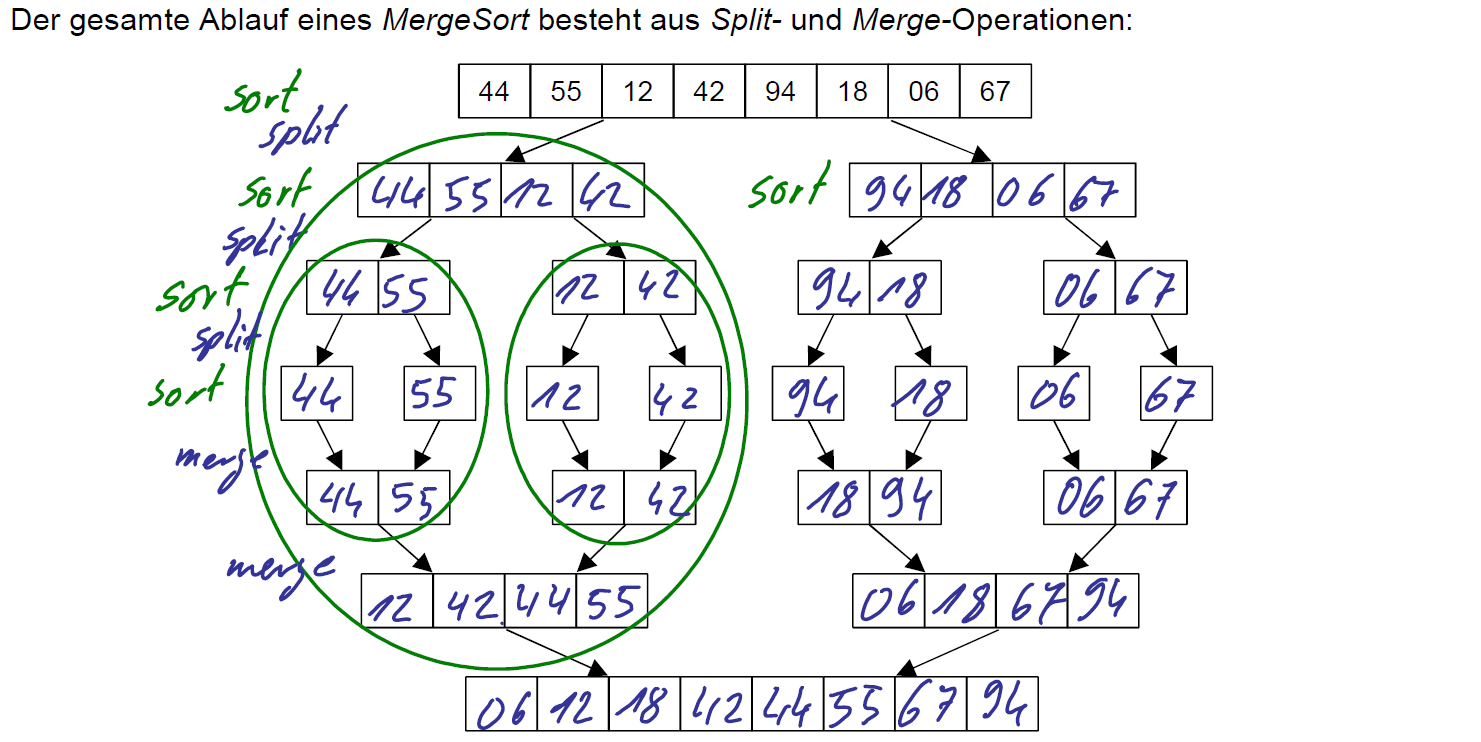 Der gesamte Ablauf eines MergeSort besteht aus Split- und Merge-Operationen:
sort 44 55 12 42 94 18 06 67
split
sort 44 55 12 42 sort 94 18 06 67
split
sort 44 55 12 42 94 18 06 67
split
sort 44 55 12 42 94 18 06 67
merge
44 55 12 42 18 94 06 67
merge
12 42 44 55 06 18 67 94
06 12 18 42 44 55 67 94